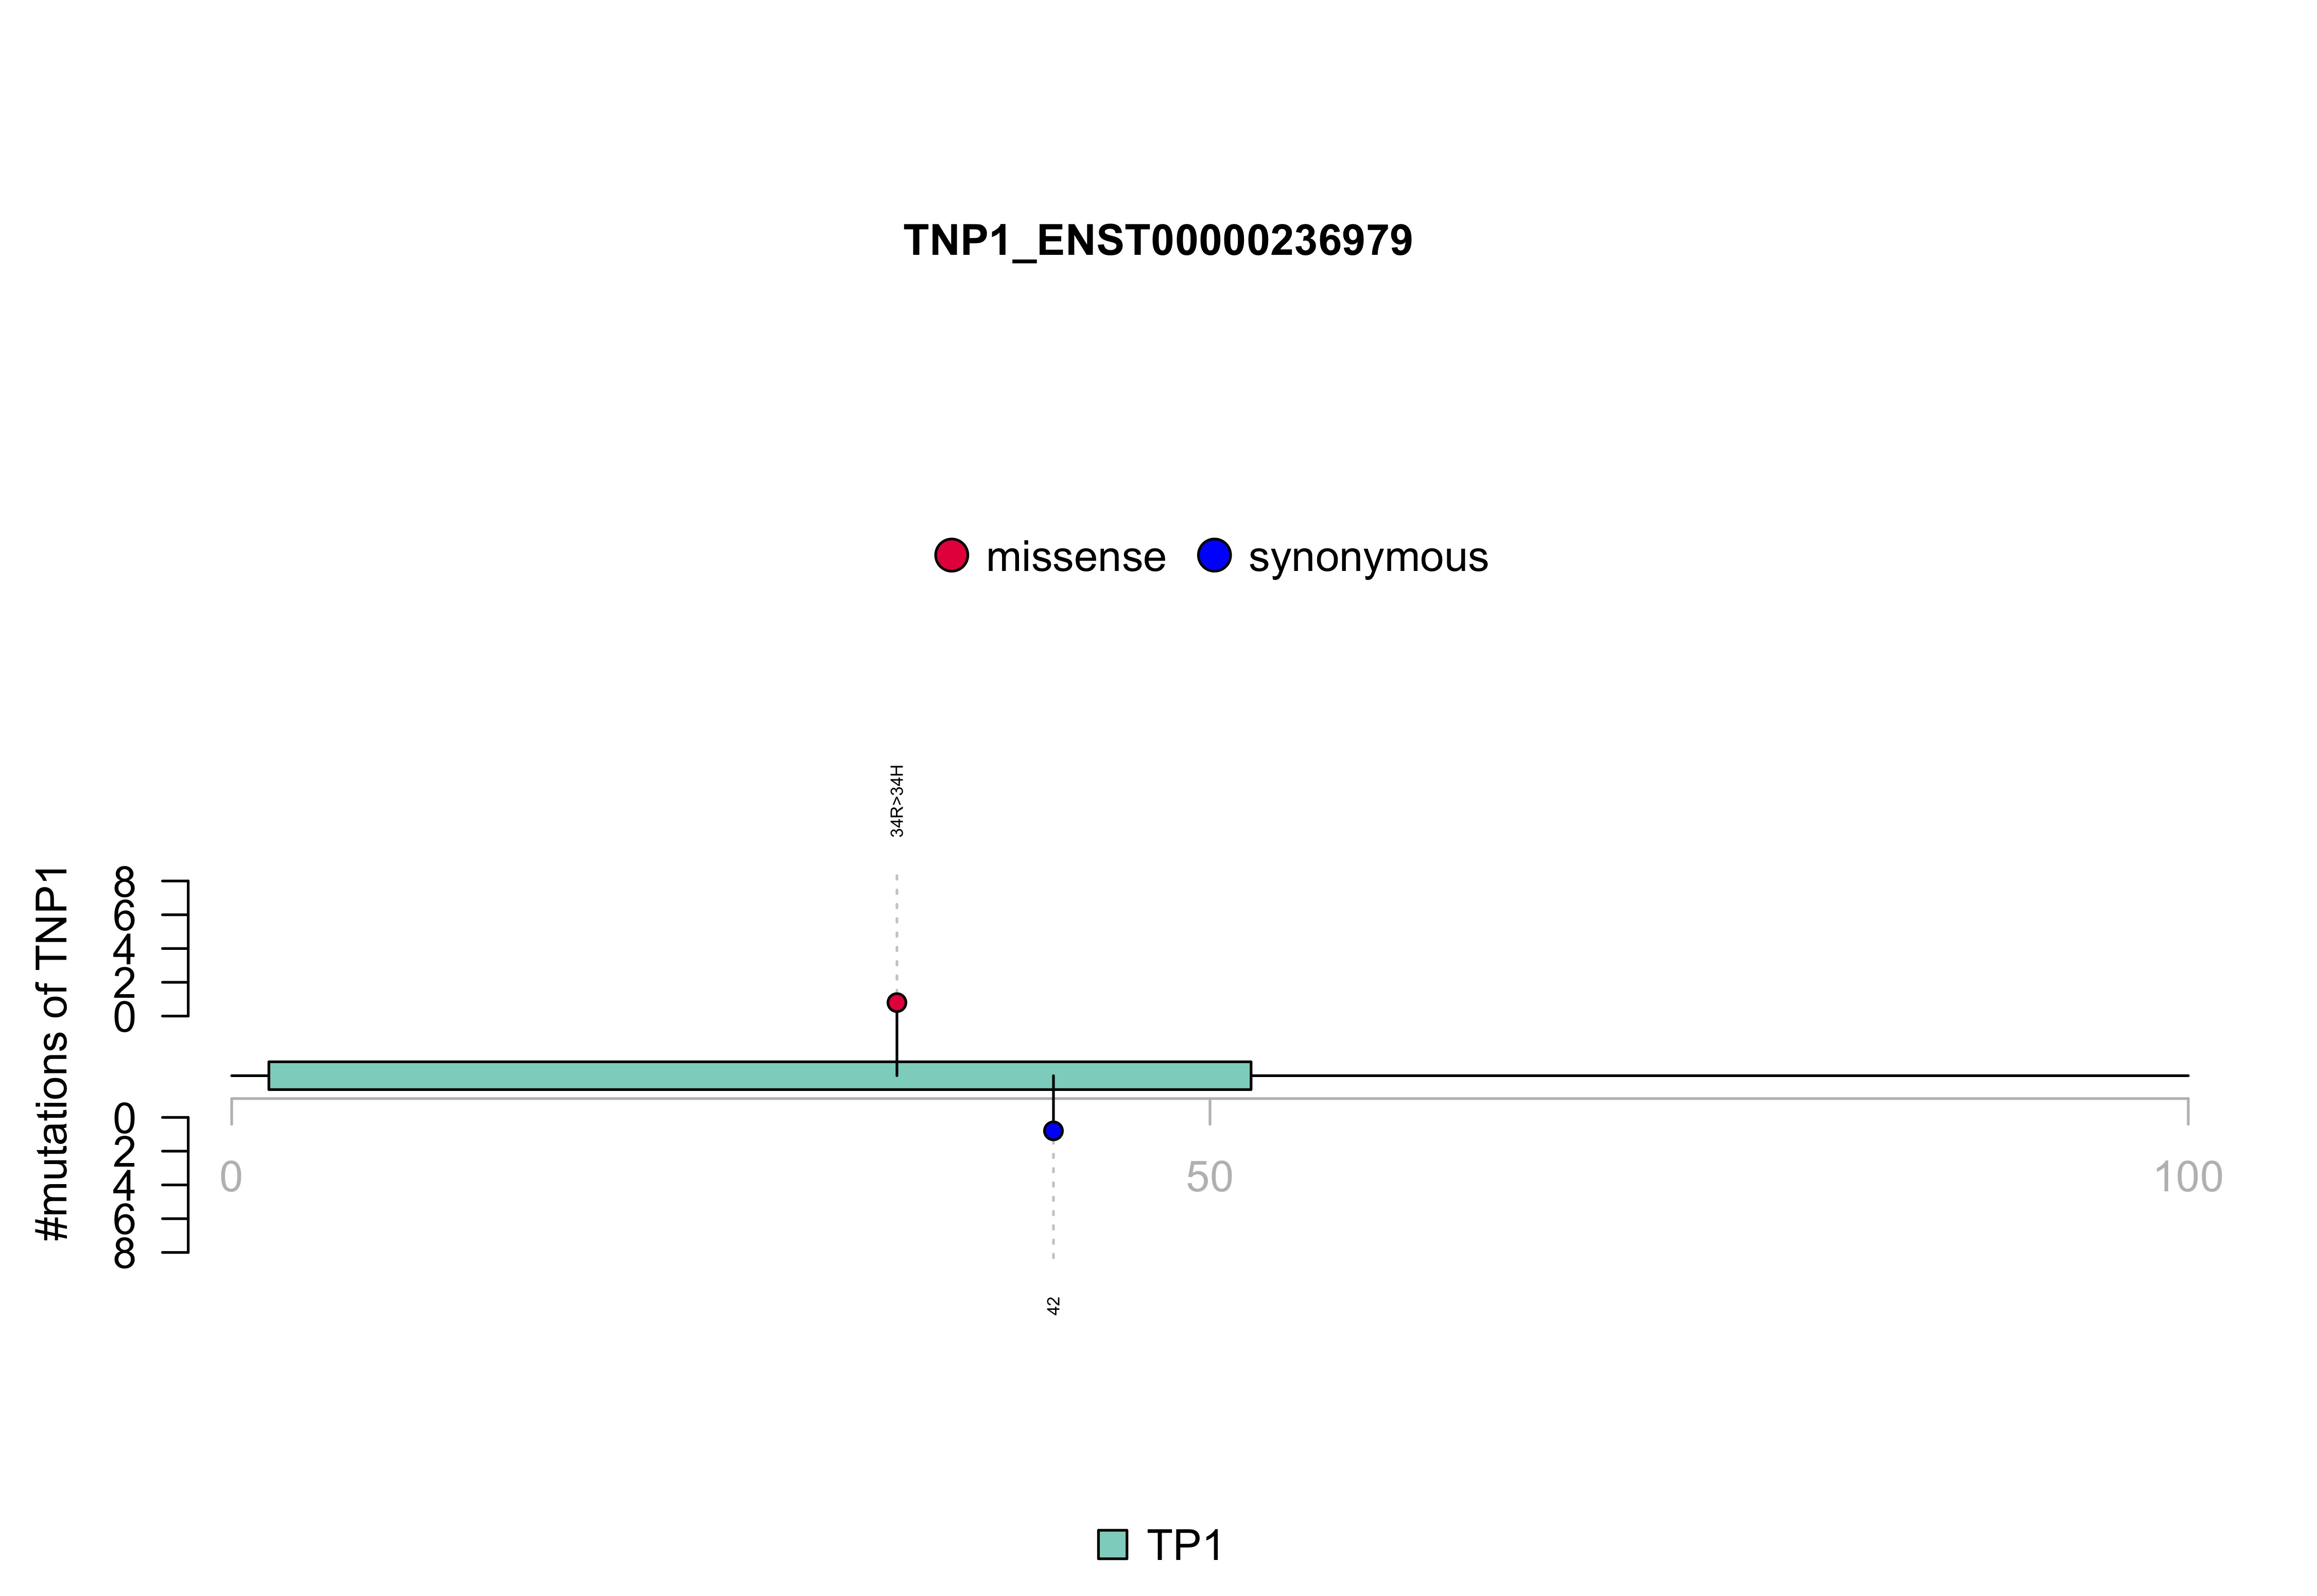 TNP1_ENST00000236979
missense synonymous
34R>34H
#mutations of TNP1
8
6
4
2
0
0
2
4
6
8
0 50 100
42
TP1